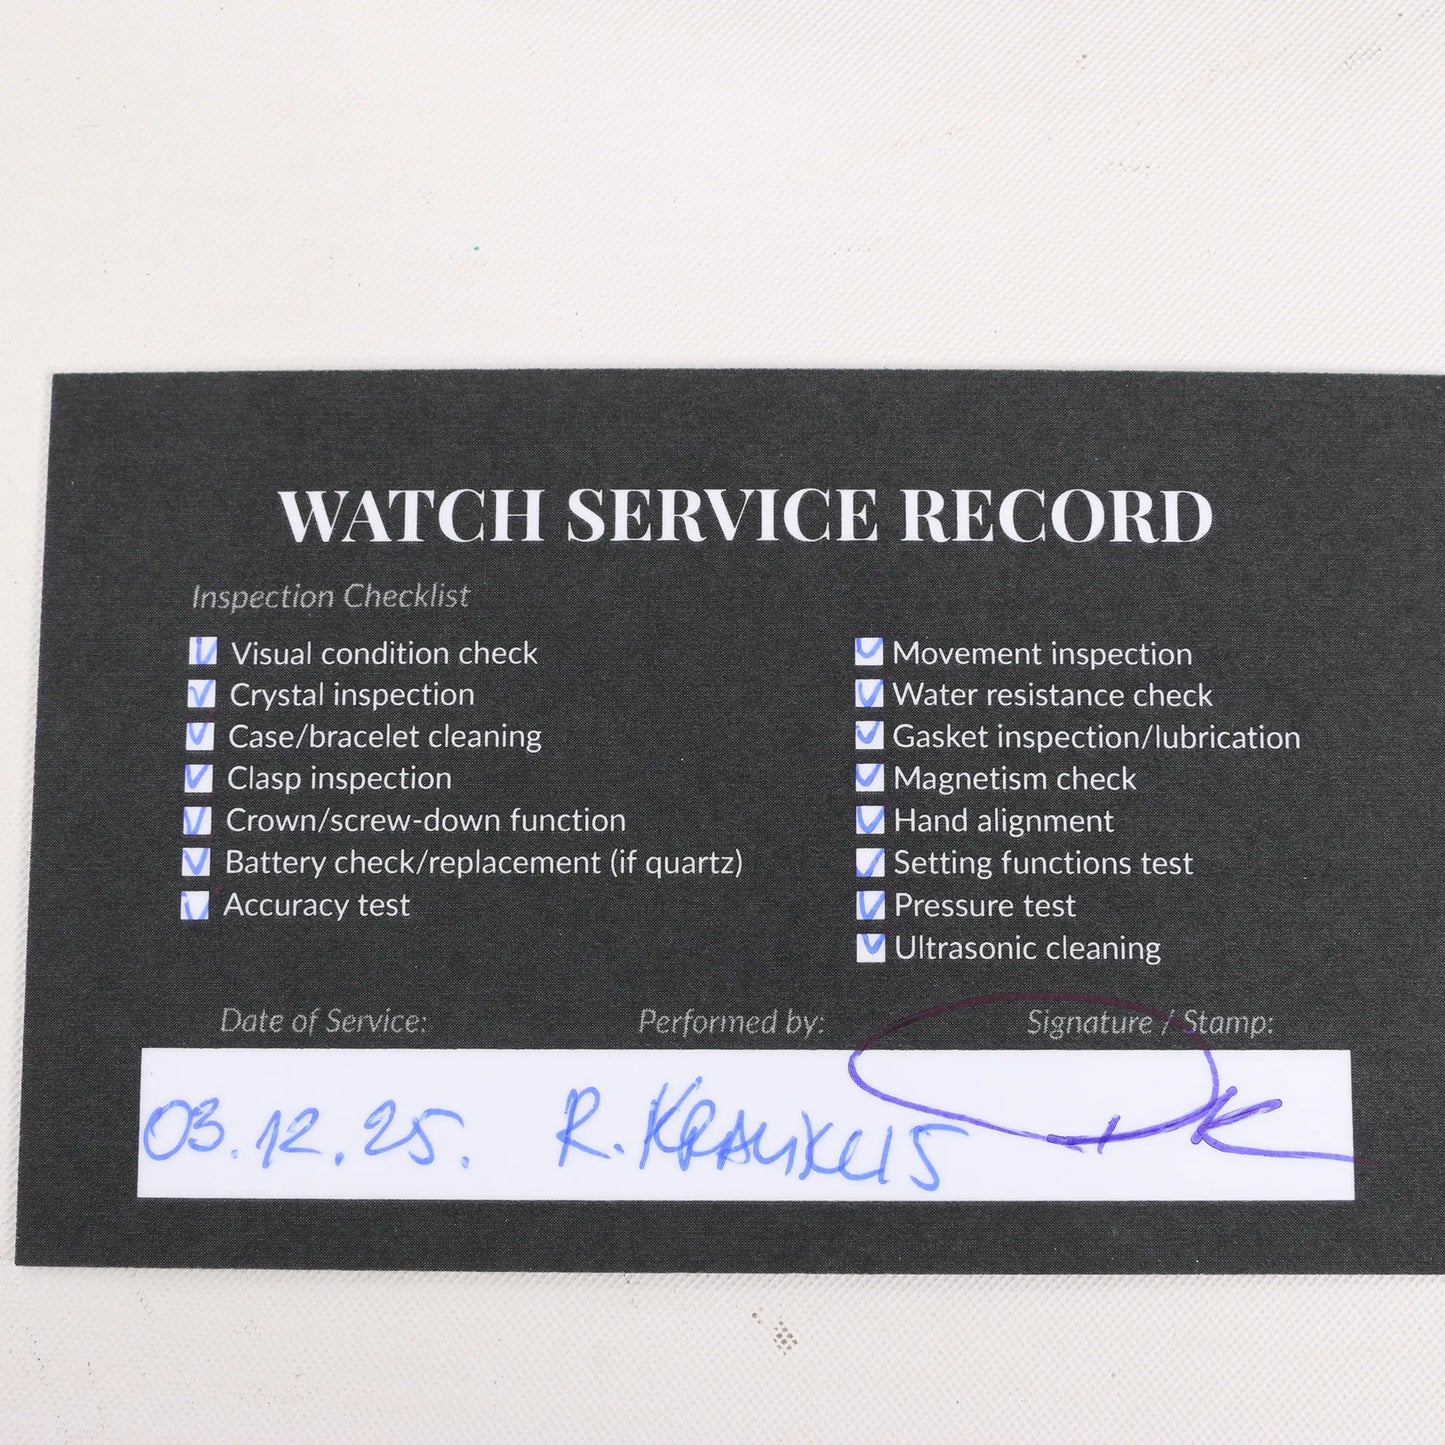 WATCH SERVICE RECORD
Inspection Checklist
Visual condition check
Crystal inspection
Case/bracelet cleaning
Clasp inspection
Crown/screw-down function
Battery check/replacement (if quartz)
Accuracy test
Movement inspection
Water resistance check
Gasket inspection/lubrication
Magnetism check
Hand alignment
Setting functions test
Pressure test
Ultrasonic cleaning
Date of Service: Performed by: Signature / Stamp:
03.12.25. R.